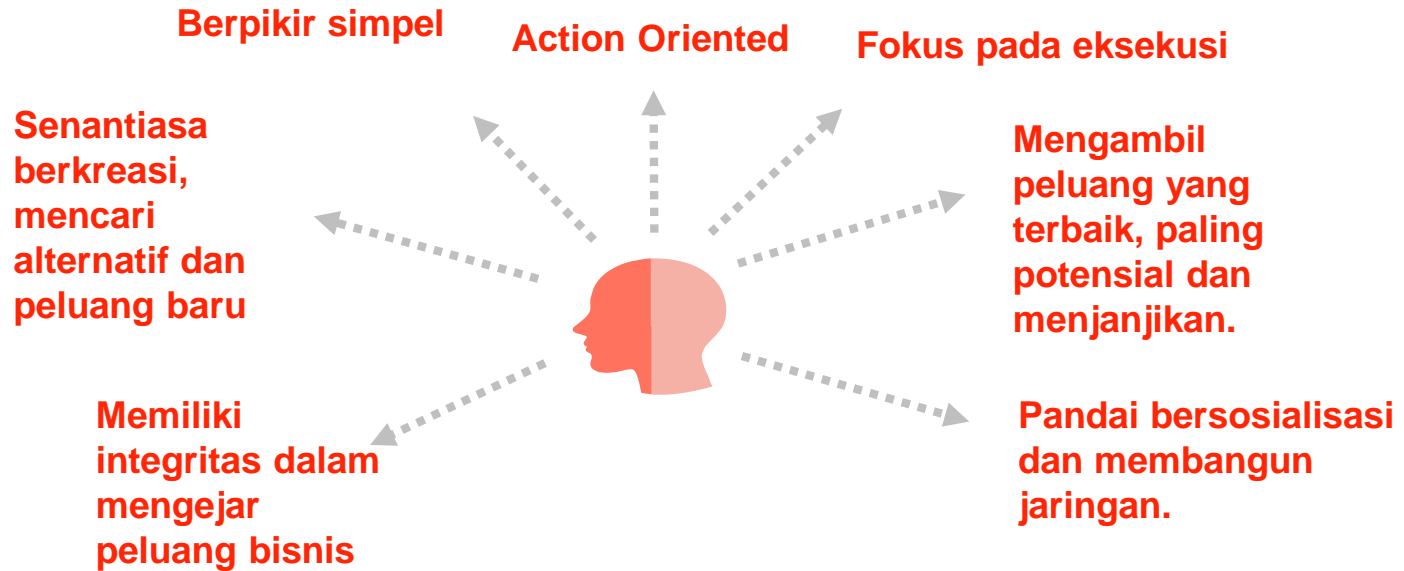 Berpikir simpel
Action Oriented
Fokus pada eksekusi
Senantiasa
berkreasi,
mencari
alternatif dan
peluang baru
Mengambil
peluang yang
terbaik, paling
potensial dan
menjanjikan.
Memiliki
integritas dalam
mengejar
peluang bisnis
Pandai bersosialisasi
dan membangun
jaringan.